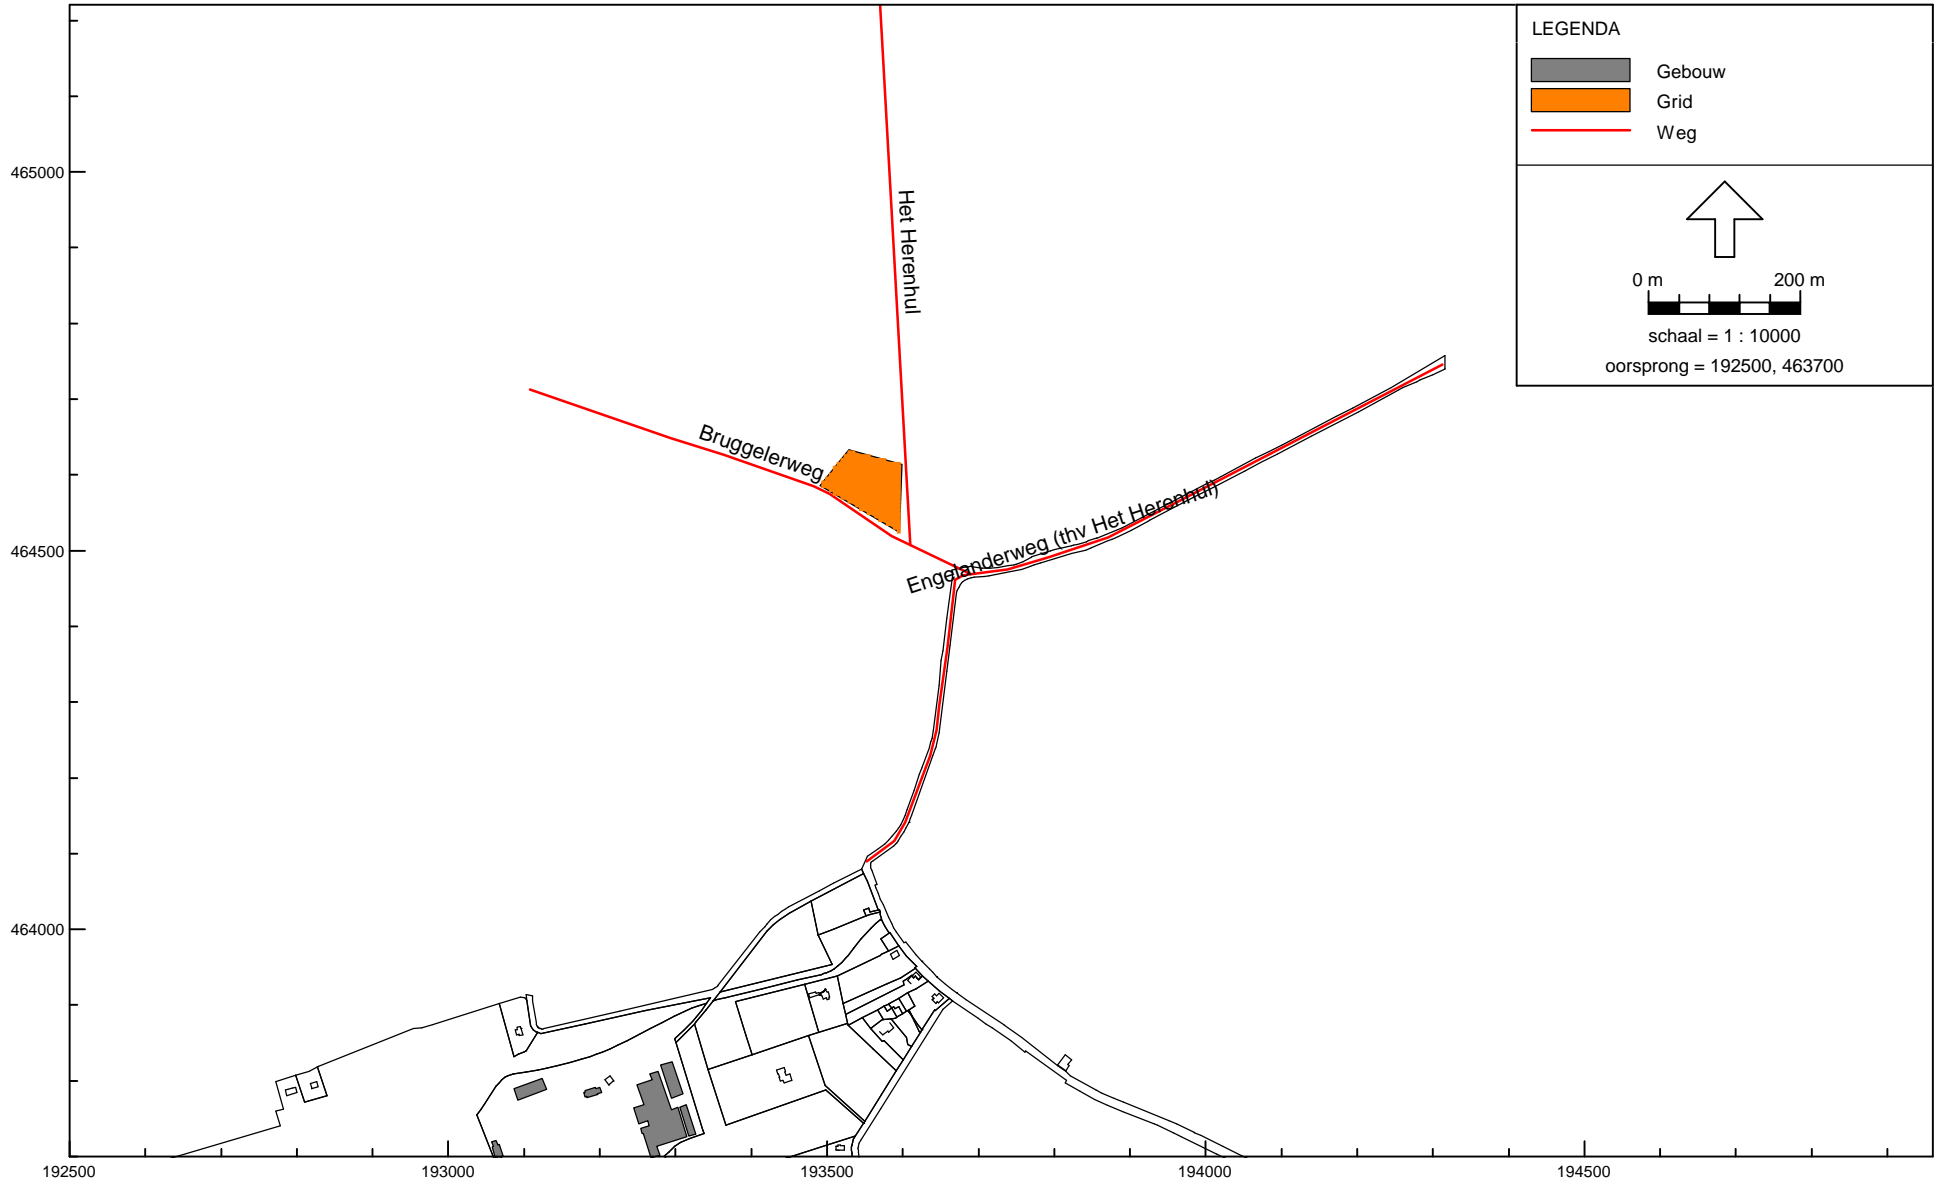 LEGENDA
Gebouw
Grid
Weg
0 m 200 m
schaal = 1 : 10000
oorsprong = 192500, 463700
465000
464500
464000
Het Herenhul
Bruggelerweg
Engelanderweg (thv Het Herenhul)
192500 193000 193500 194000 194500